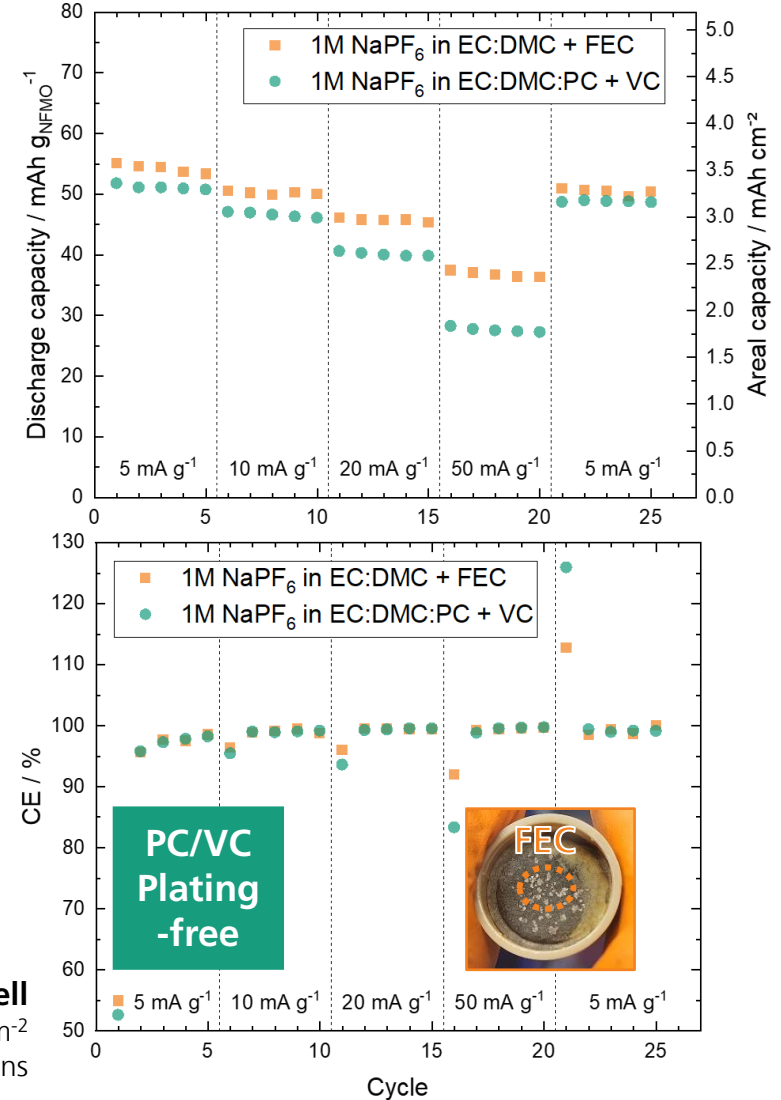 80
70
60
50
40
30
20
10
0
Discharge capacity / mAh g_NFMO⁻¹
1M NaPF₆ in EC:DMC + FEC
1M NaPF₆ in EC:DMC:PC + VC
5.0
4.5
4.0
3.5
3.0
2.5
2.0
1.5
1.0
0.5
0.0
Areal capacity / mAh cm⁻²
5 mA g⁻¹
10 mA g⁻¹
20 mA g⁻¹
50 mA g⁻¹
5 mA g⁻¹
0 5 10 15 20 25
130
120
110
100
90
80
70
60
50
CE / %
1M NaPF₆ in EC:DMC + FEC
1M NaPF₆ in EC:DMC:PC + VC
PC/VC
Plating
-free
FEC
5 mA g⁻¹
10 mA g⁻¹
20 mA g⁻¹
50 mA g⁻¹
5 mA g⁻¹
0 5 10 15 20 25
Cycle